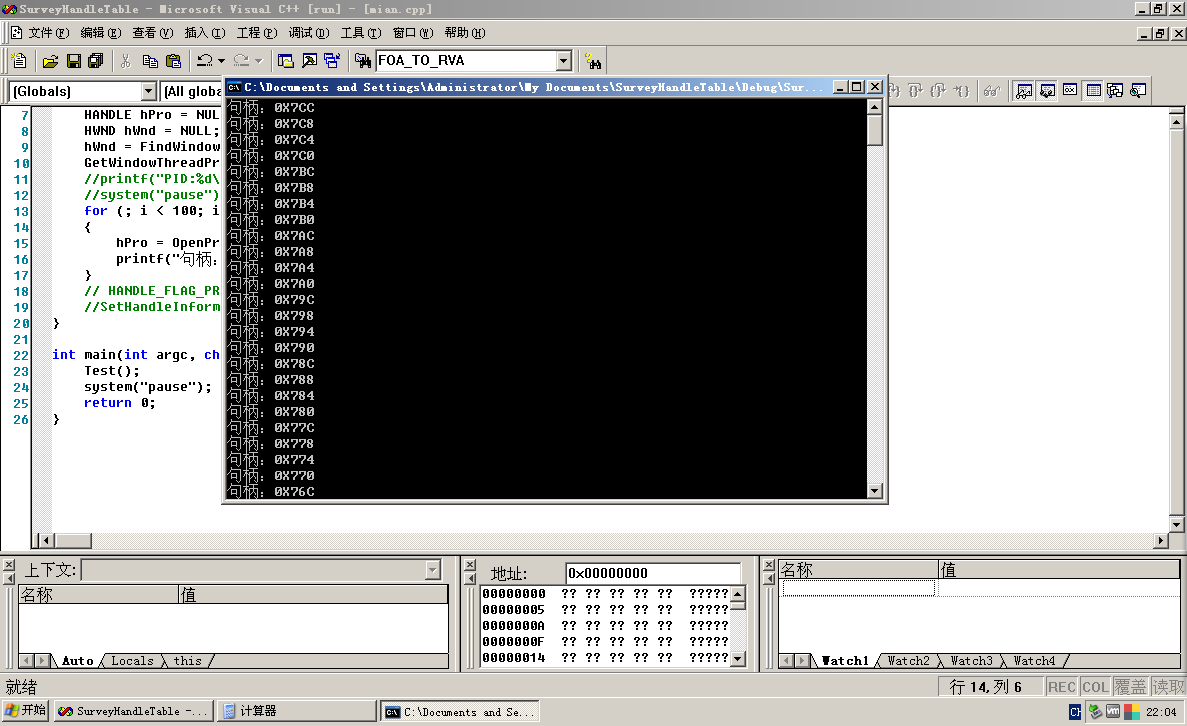 SurveyHandleTable - Microsoft Visual C++ [run] - [mian.cpp]
文件(F) 编辑(E) 查看(V) 插入(I) 工程(P) 调试(D) 工具(T) 窗口(W) 帮助(H)
FOA_TO_RVA
(Globals) (All globa
C:\Documents and Settings\Administrator\My Documents\SurveyHandleTable\Debug\Sur...
7 HANDLE hPro = NUL
8 HWND hWnd = NULL;
9 hWnd = FindWindow
10 GetWindowThreadPr
11 //printf("PID:%d\
12 //system("pause")
13 for (; i < 100; i
14 {
15 hPro = OpenPr
16 printf("句柄:
17 }
18 // HANDLE_FLAG_PR
19 //SetHandleInform
20 }
21
22 int main(int argc, ch
23 Test();
24 system("pause");
25 return 0;
26 }
句柄: 0X7CC
句柄: 0X7C8
句柄: 0X7C4
句柄: 0X7C0
句柄: 0X7BC
句柄: 0X7B8
句柄: 0X7B4
句柄: 0X7B0
句柄: 0X7AC
句柄: 0X7A8
句柄: 0X7A4
句柄: 0X7A0
句柄: 0X79C
句柄: 0X798
句柄: 0X794
句柄: 0X790
句柄: 0X78C
句柄: 0X788
句柄: 0X784
句柄: 0X780
句柄: 0X77C
句柄: 0X778
句柄: 0X774
句柄: 0X770
句柄: 0X76C
上下文:
名称 值
Auto Locals this
地址: 0x00000000
00000000 ?? ?? ?? ?? ?? ?????
00000005 ?? ?? ?? ?? ?? ?????
0000000A ?? ?? ?? ?? ?? ?????
0000000F ?? ?? ?? ?? ?? ?????
00000014 ?? ?? ?? ?? ?? ?????
名称 值
Watch1 Watch2 Watch3 Watch4
就绪 行 14, 列 6 REC COL 覆盖 读取
开始 SurveyHandleTable -... 计算器 C:\Documents and Se... CH 22:04